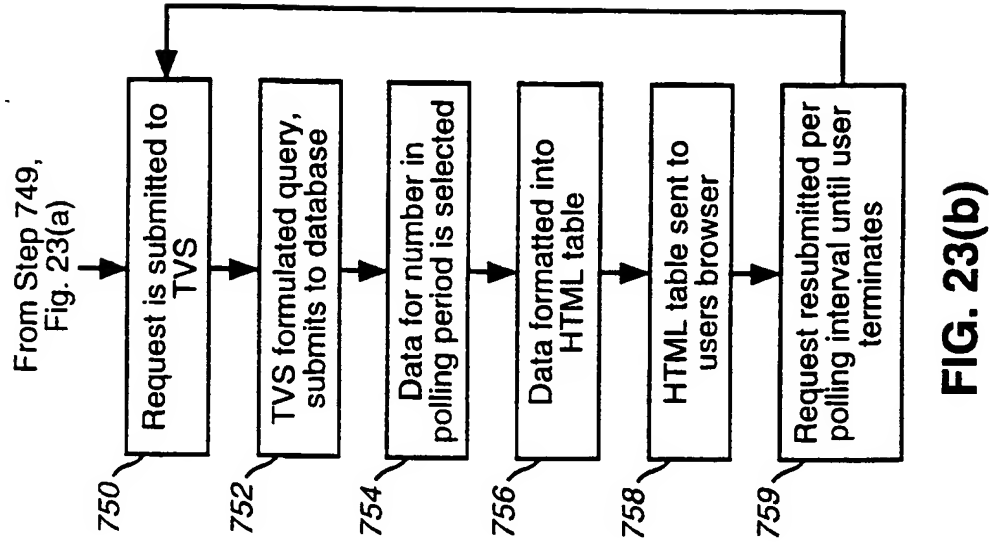 From Step 749,
Fig. 23(a)
750
Request is submitted to
TVS
752
TVS formulated query,
submits to database
754
Data for number in
polling period is selected
756
Data formatted into
HTML table
758
HTML table sent to
users browser
759
Request resubmitted per
polling interval until user
terminates
FIG. 23(b)